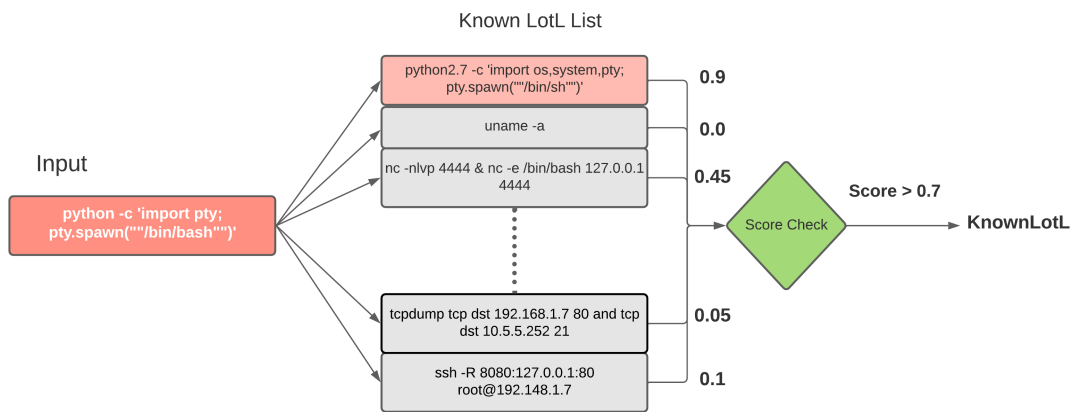 Known LotL List
python2.7 -c 'import os,system,pty;
pty.spawn(""/bin/sh"")'
0.9
uname -a
0.0
Input
nc -nlvp 4444 & nc -e /bin/bash 127.0.0.1
4444
0.45
Score > 0.7
python -c 'import pty;
pty.spawn(""/bin/bash"")'
Score Check
KnownLotL
tcpdump tcp dst 192.168.1.7 80 and tcp
dst 10.5.5.252 21
0.05
ssh -R 8080:127.0.0.1:80
root@192.148.1.7
0.1